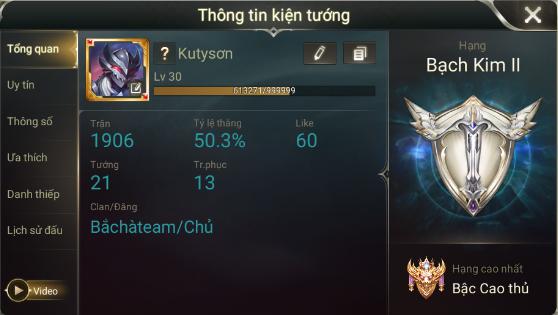 Thông tin kiện tướng
Tổng quan
Uy tín
Thông số
Ưa thích
Danh thiếp
Lịch sử đấu
Video
? Kutysơn
Lv 30
613271/999999
Trận
1906
Tỷ lệ thắng
50.3%
Like
60
Tướng
21
Tr.phục
13
Clan/Đảng
Bắchàteam/Chủ
Hạng
Bạch Kim II
Hạng cao nhất
Bậc Cao thủ